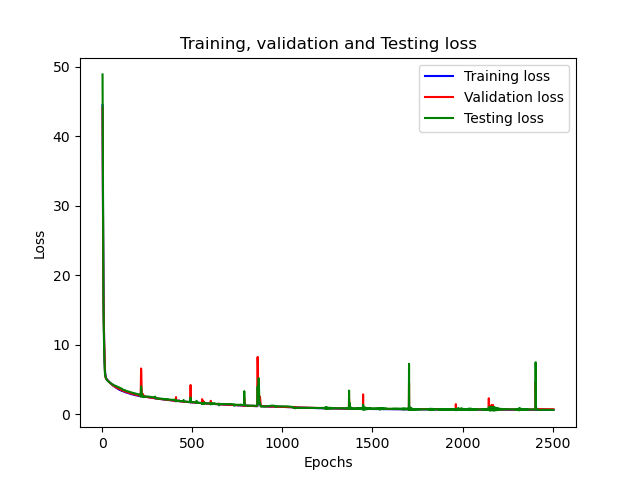 Training, validation and Testing loss
50
40
30
20
10
0
Loss
Training loss
Validation loss
Testing loss
0 500 1000 1500 2000 2500
Epochs